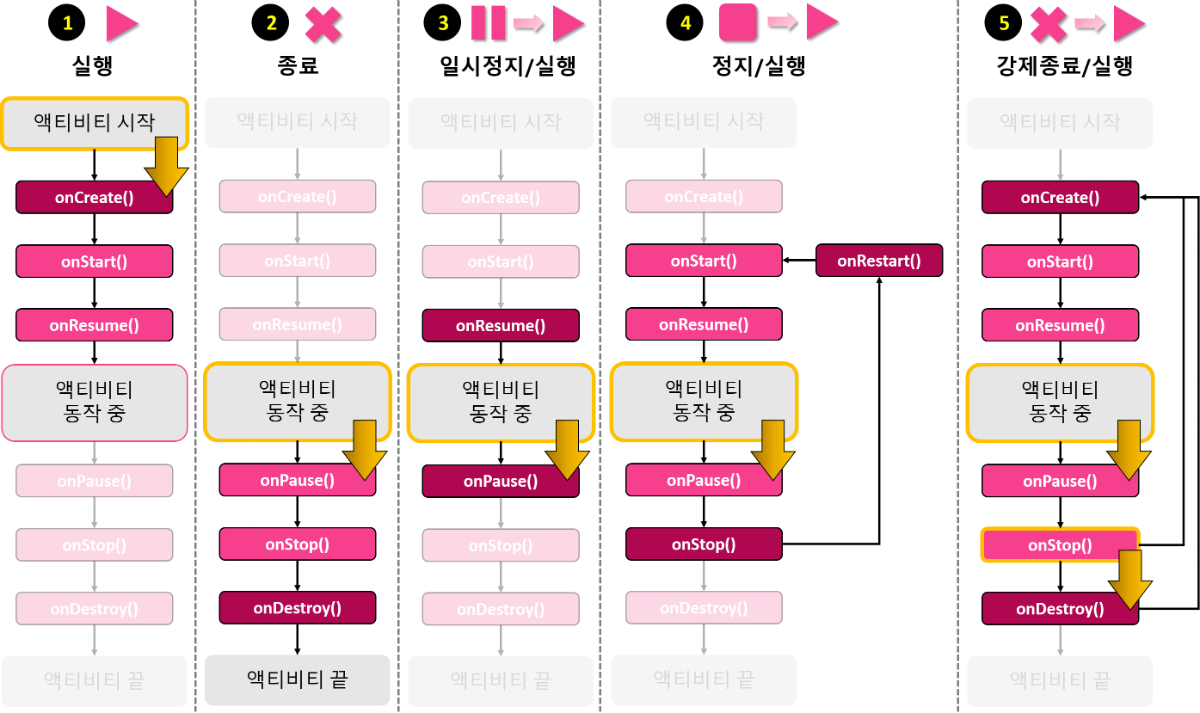 1
실행
액티비티 시작
onCreate()
onStart()
onResume()
액티비티
동작 중
onPause()
onStop()
onDestroy()
액티비티 끝
2
종료
액티비티 시작
onCreate()
onStart()
onResume()
액티비티
동작 중
onPause()
onStop()
onDestroy()
액티비티 끝
3
일시정지/실행
액티비티 시작
onCreate()
onStart()
onResume()
액티비티
동작 중
onPause()
onStop()
onDestroy()
액티비티 끝
4
정지/실행
액티비티 시작
onCreate()
onStart()
onRestart()
onResume()
액티비티
동작 중
onPause()
onStop()
onDestroy()
액티비티 끝
5
강제종료/실행
액티비티 시작
onCreate()
onStart()
onResume()
액티비티
동작 중
onPause()
onStop()
onDestroy()
액티비티 끝